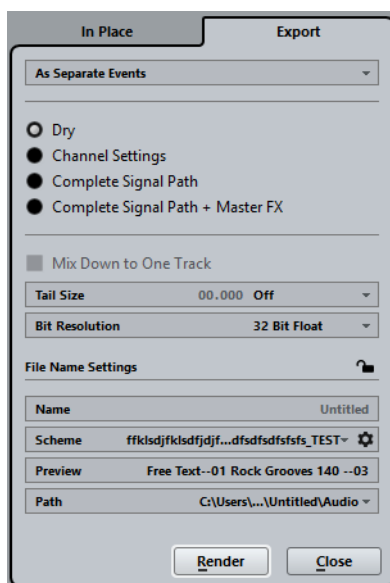 In Place
Export
As Separate Events
Dry
Channel Settings
Complete Signal Path
Complete Signal Path + Master FX
Mix Down to One Track
Tail Size 00.000 Off
Bit Resolution 32 Bit Float
File Name Settings
Name Untitled
Scheme ffklsdjfklsdfjdjf...dfsdfsdfsfsfs_TEST
Preview Free Text--01 Rock Grooves 140 --03
Path C:\Users\...\Untitled\Audio
Render
Close